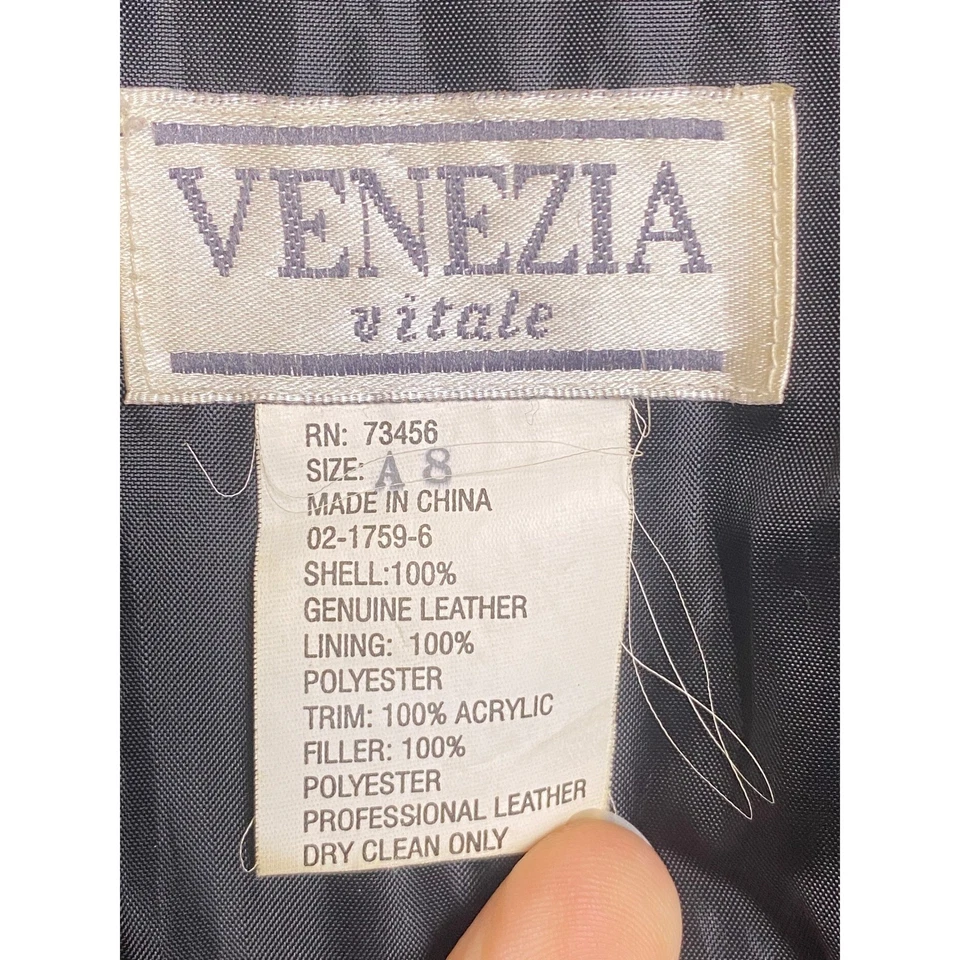 VENEZIA
vitale
RN: 73456
SIZE: A 8
MADE IN CHINA
02-1759-6
SHELL:100%
GENUINE LEATHER
LINING: 100%
POLYESTER
TRIM: 100% ACRYLIC
FILLER: 100%
POLYESTER
PROFESSIONAL LEATHER
DRY CLEAN ONLY